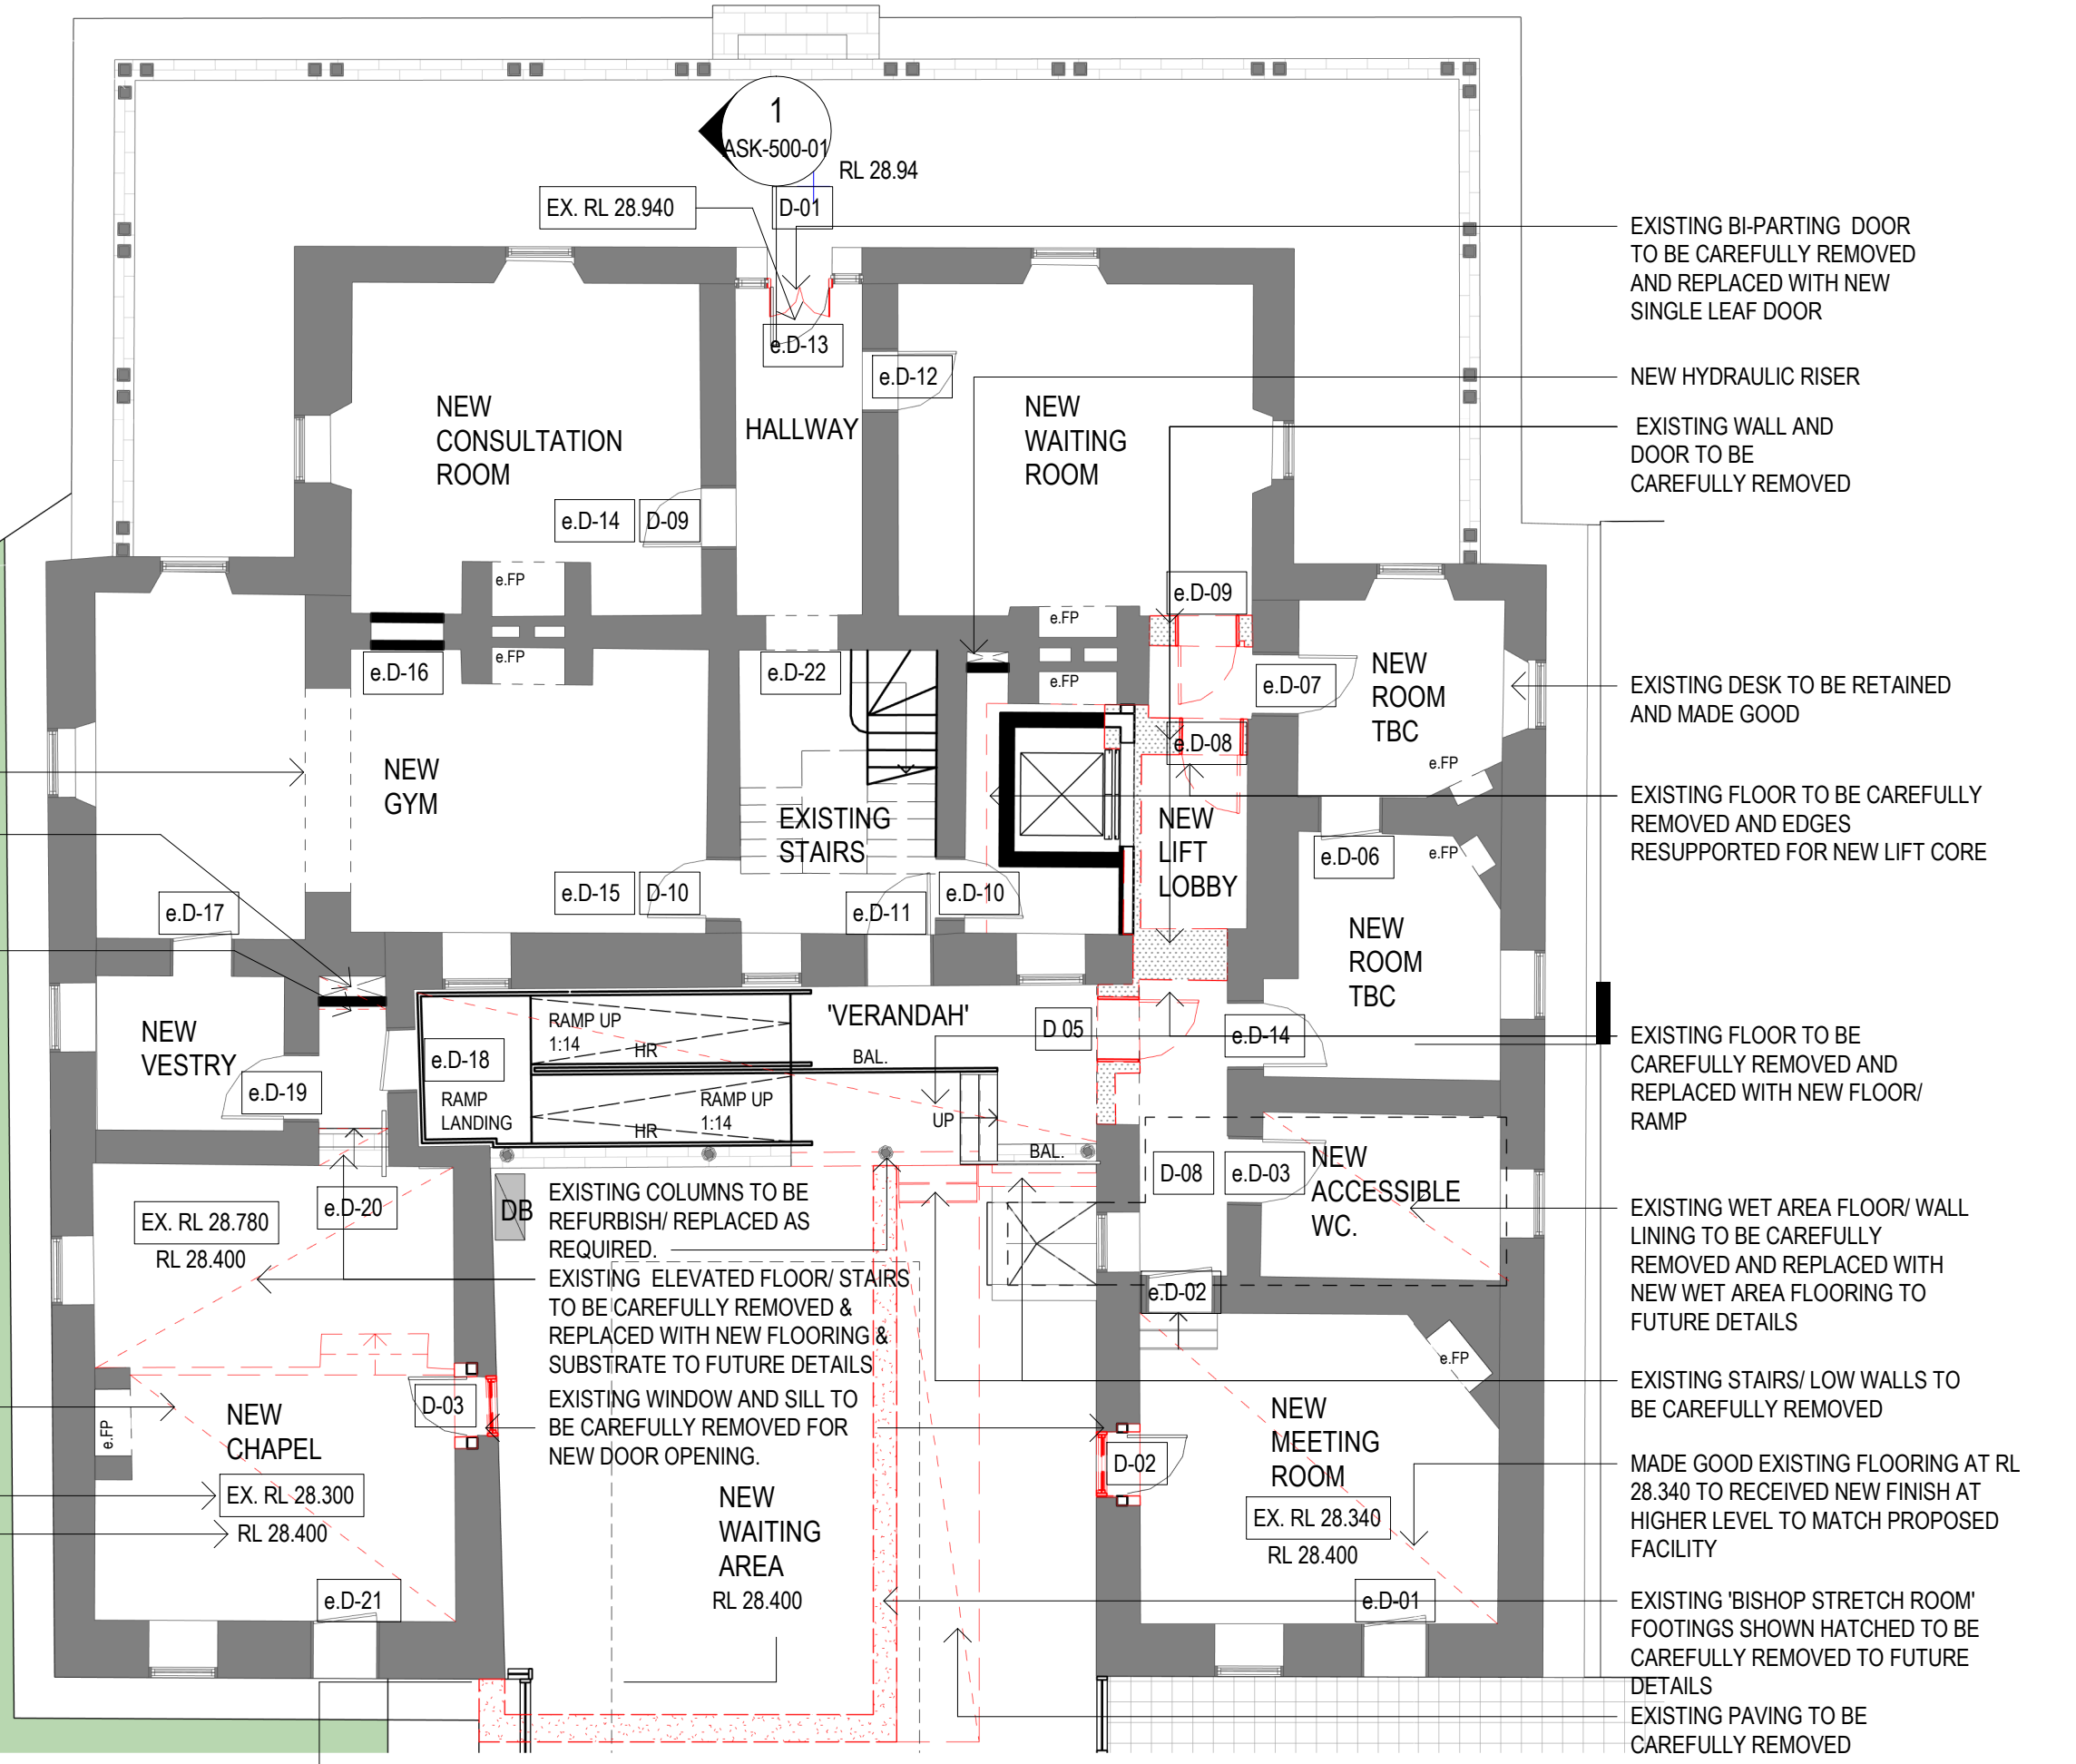 1
ASK-500-01
RL 28.94
EX. RL 28.940
D-01
e.D-13
e.D-12
NEW
CONSULTATION
ROOM
HALLWAY
NEW
WAITING
ROOM
e.D-14
D-09
e.FP
e.FP
e.D-16
e.D-22
e.FP
e.FP
e.D-09
e.D-07
e.D-08
NEW
ROOM
TBC
e.FP
NEW
GYM
EXISTING
STAIRS
NEW
LIFT
LOBBY
e.D-06
e.FP
e.D-15
D-10
e.D-11
e.D-10
e.D-17
NEW
ROOM
TBC
NEW
VESTRY
e.D-19
e.D-18
RAMP
LANDING
RAMP UP
1:14
HR
'VERANDAH'
BAL.
RAMP UP
1:14
HR
UP
BAL.
D 05
e.D-14
D-08
e.D-03
NEW
ACCESSIBLE
WC.
e.D-20
EX. RL 28.780
RL 28.400
DB
EXISTING COLUMNS TO BE
REFURBISH/ REPLACED AS
REQUIRED.
EXISTING ELEVATED FLOOR/ STAIRS
TO BE CAREFULLY REMOVED &
REPLACED WITH NEW FLOORING &
SUBSTRATE TO FUTURE DETAILS
EXISTING WINDOW AND SILL TO
BE CAREFULLY REMOVED FOR
NEW DOOR OPENING.
e.D-02
e.FP
e.FP
D-03
NEW
CHAPEL
EX. RL 28.300
RL 28.400
e.D-21
NEW
WAITING
AREA
RL 28.400
D-02
NEW
MEETING
ROOM
EX. RL 28.340
RL 28.400
e.D-01
EXISTING BI-PARTING DOOR
TO BE CAREFULLY REMOVED
AND REPLACED WITH NEW
SINGLE LEAF DOOR
NEW HYDRAULIC RISER
EXISTING WALL AND
DOOR TO BE
CAREFULLY REMOVED
EXISTING DESK TO BE RETAINED
AND MADE GOOD
EXISTING FLOOR TO BE CAREFULLY
REMOVED AND EDGES
RESUPPORTED FOR NEW LIFT CORE
EXISTING FLOOR TO BE
CAREFULLY REMOVED AND
REPLACED WITH NEW FLOOR/
RAMP
EXISTING WET AREA FLOOR/ WALL
LINING TO BE CAREFULLY
REMOVED AND REPLACED WITH
NEW WET AREA FLOORING TO
FUTURE DETAILS
EXISTING STAIRS/ LOW WALLS TO
BE CAREFULLY REMOVED
MADE GOOD EXISTING FLOORING AT RL
28.340 TO RECEIVED NEW FINISH AT
HIGHER LEVEL TO MATCH PROPOSED
FACILITY
EXISTING 'BISHOP STRETCH ROOM'
FOOTINGS SHOWN HATCHED TO BE
CAREFULLY REMOVED TO FUTURE
DETAILS
EXISTING PAVING TO BE
CAREFULLY REMOVED